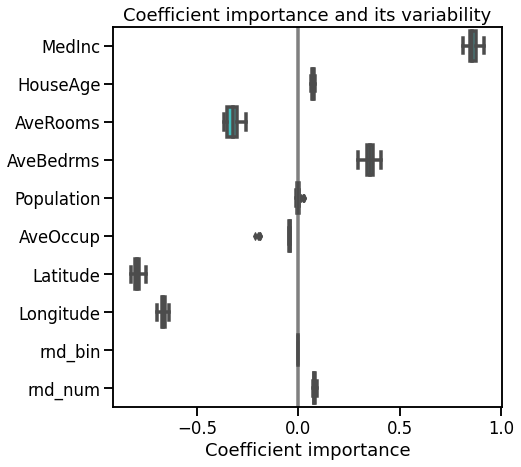 Coefficient importance and its variability
MedInc
HouseAge
AveRooms
AveBedrms
Population
AveOccup
Latitude
Longitude
rnd_bin
rnd_num
−0.5 0.0 0.5 1.0
Coefficient importance